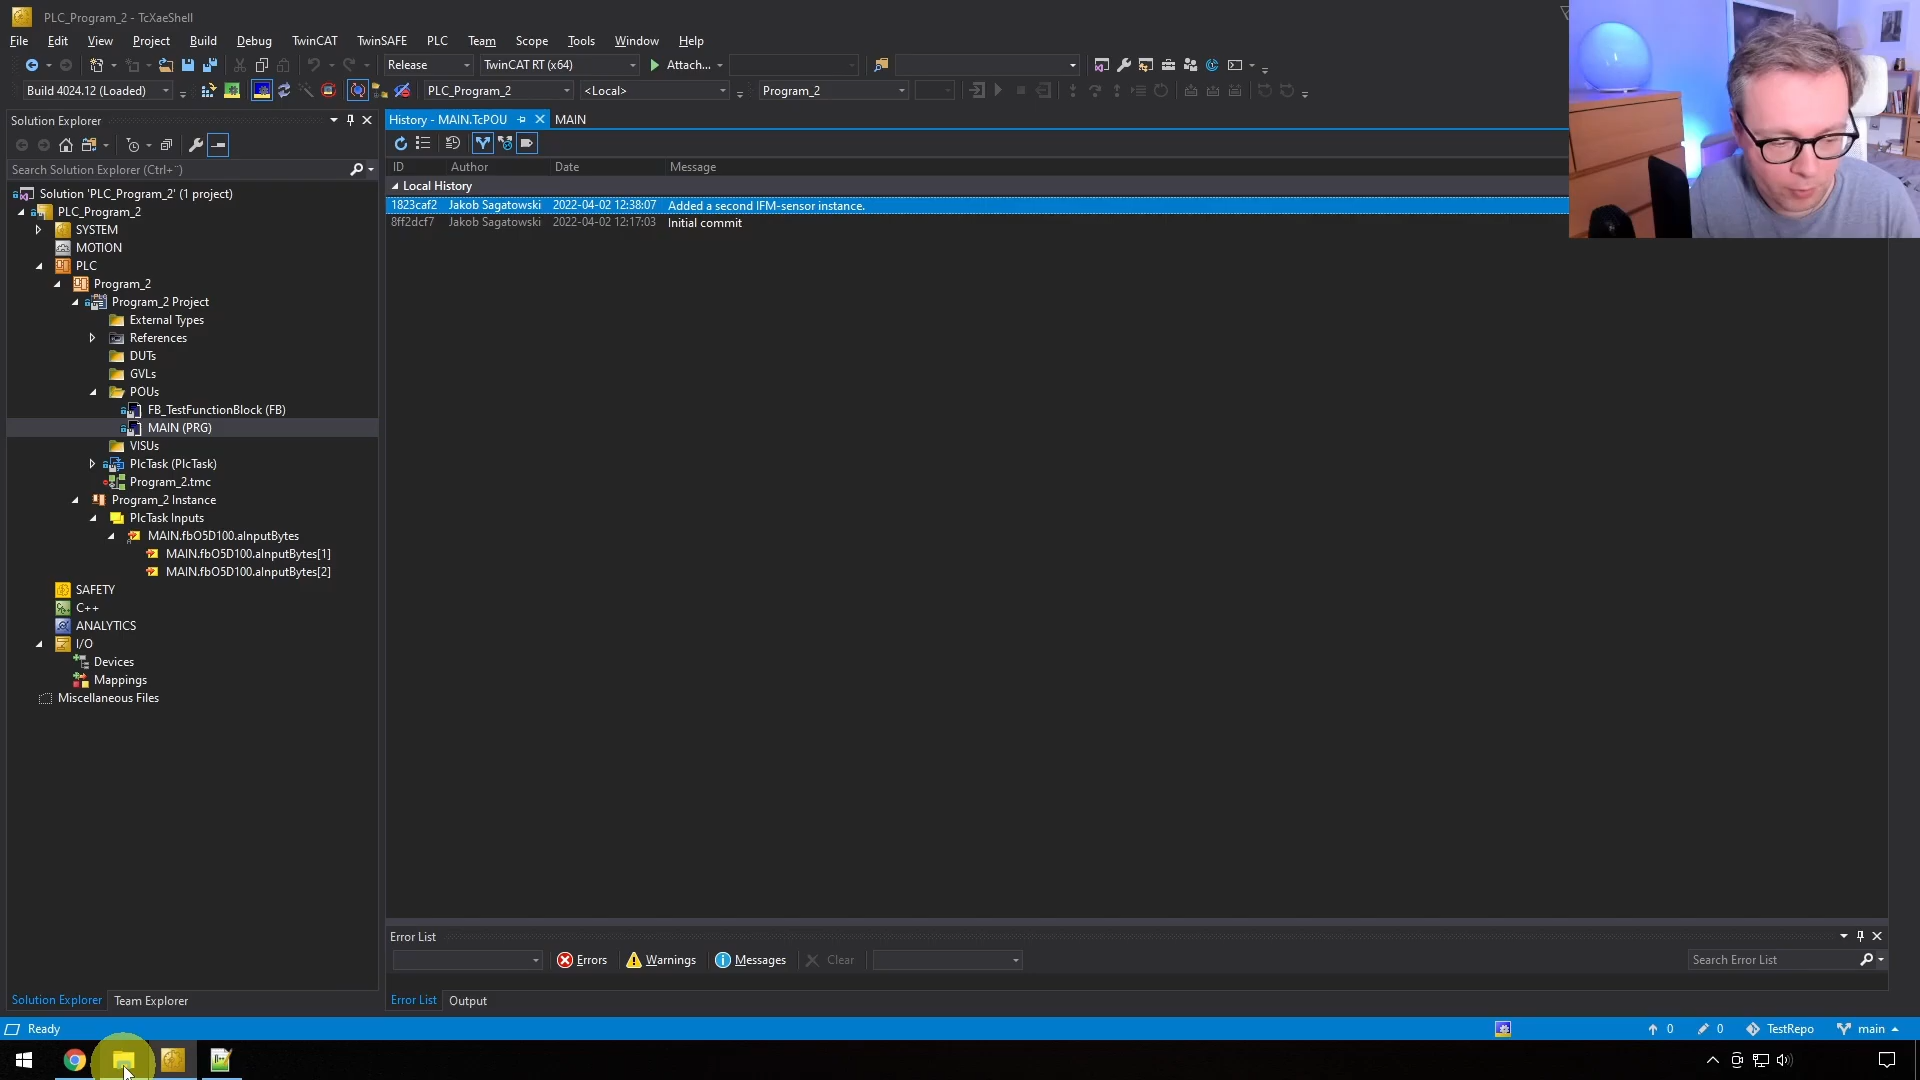 PLC_Program_2 - TcXaeShell
File Edit View Project Build Debug TwinCAT TwinSAFE PLC Team Scope Tools Window Help
Release TwinCAT RT (x64) Attach...
Build 4024.12 (Loaded) PLC_Program_2 <Local> Program_2
Solution Explorer
History - MAIN.TcPOU MAIN
Search Solution Explorer (Ctrl+¨)
ID Author Date Message
Local History
1823caf2 Jakob Sagatowski 2022-04-02 12:38:07 Added a second IFM-sensor instance.
8ff2dcf7 Jakob Sagatowski 2022-04-02 12:17:03 Initial commit
Solution 'PLC_Program_2' (1 project)
PLC_Program_2
SYSTEM
MOTION
PLC
Program_2
Program_2 Project
External Types
References
DUTs
GVLs
POUs
FB_TestFunctionBlock (FB)
MAIN (PRG)
VISUs
PlcTask (PlcTask)
Program_2.tmc
Program_2 Instance
PlcTask Inputs
MAIN.fbO5D100.aInputBytes
MAIN.fbO5D100.aInputBytes[1]
MAIN.fbO5D100.aInputBytes[2]
SAFETY
C++
ANALYTICS
I/O
Devices
Mappings
Miscellaneous Files
Error List
Errors Warnings Messages Clear Search Error List
Solution Explorer Team Explorer
Error List Output
Ready 0 0 TestRepo main